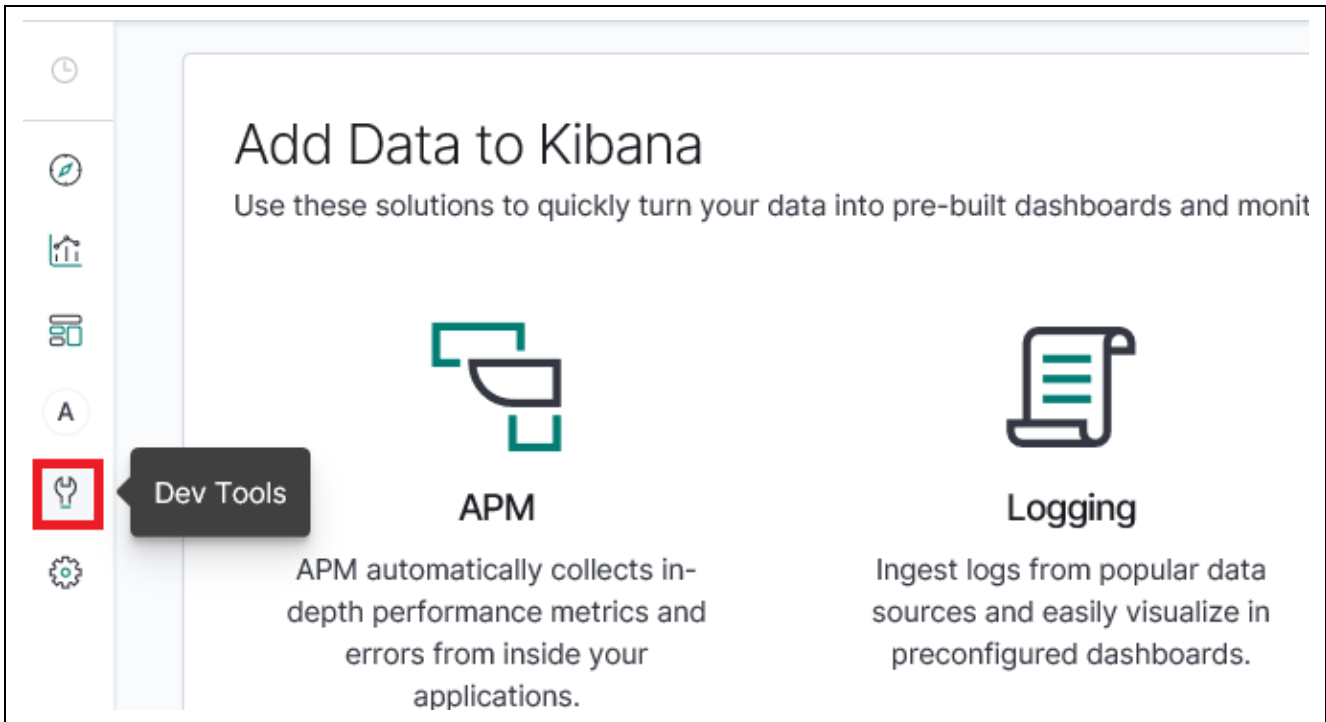 Add Data to Kibana
Use these solutions to quickly turn your data into pre-built dashboards and monit
A
Dev Tools
APM
Logging
APM automatically collects in-
depth performance metrics and
errors from inside your
applications.
Ingest logs from popular data
sources and easily visualize in
preconfigured dashboards.